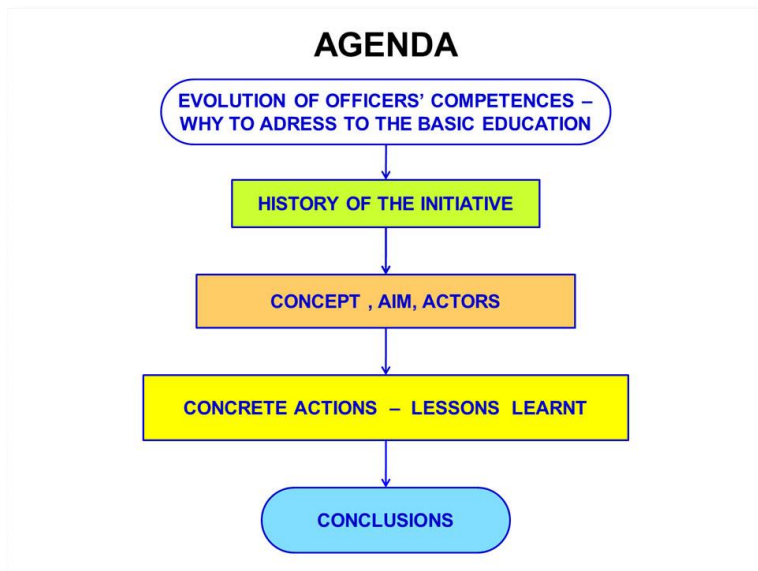 AGENDA
EVOLUTION OF OFFICERS’ COMPETENCES –
WHY TO ADRESS TO THE BASIC EDUCATION
HISTORY OF THE INITIATIVE
CONCEPT , AIM, ACTORS
CONCRETE ACTIONS – LESSONS LEARNT
CONCLUSIONS